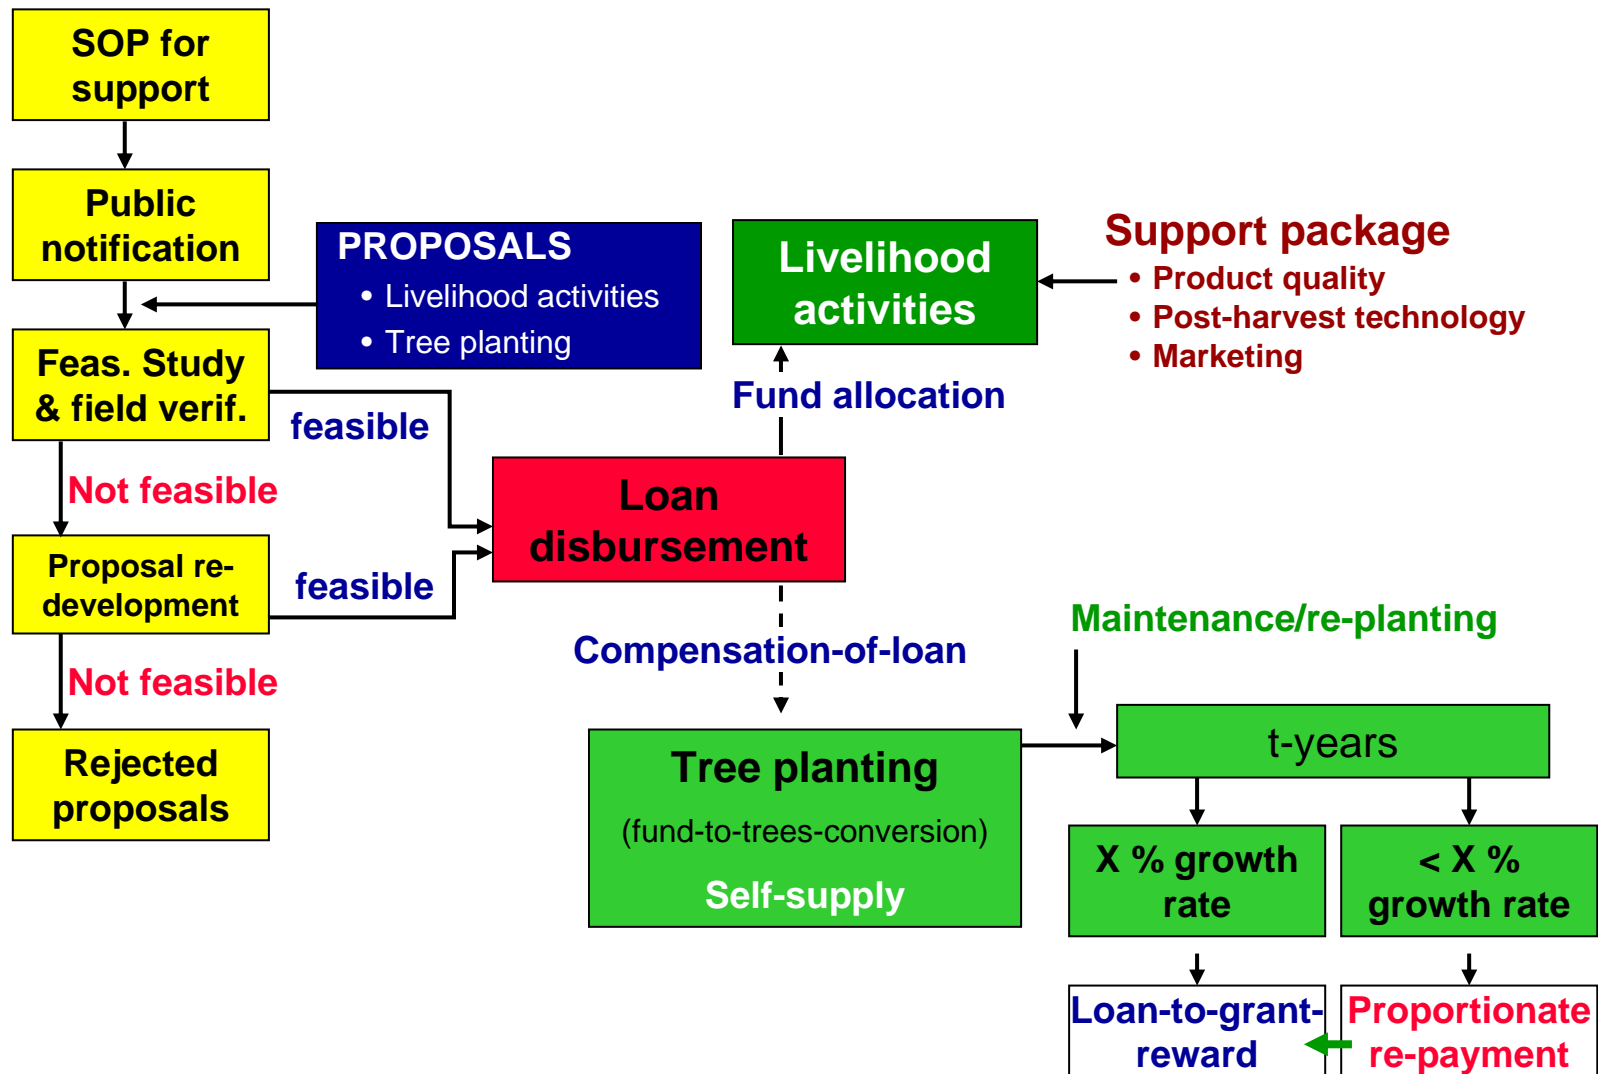 SOP for
support
Public
notification
PROPOSALS
• Livelihood activities
• Tree planting
Feas. Study
& field verif.
feasible
Not feasible
Proposal re-
development
feasible
Not feasible
Rejected
proposals
Loan
disbursement
Fund allocation
Livelihood
activities
Support package
• Product quality
• Post-harvest technology
• Marketing
Compensation-of-loan
Tree planting
(fund-to-trees-conversion)
Self-supply
Maintenance/re-planting
t-years
X % growth
rate
< X %
growth rate
Loan-to-grant-
reward
Proportionate
re-payment